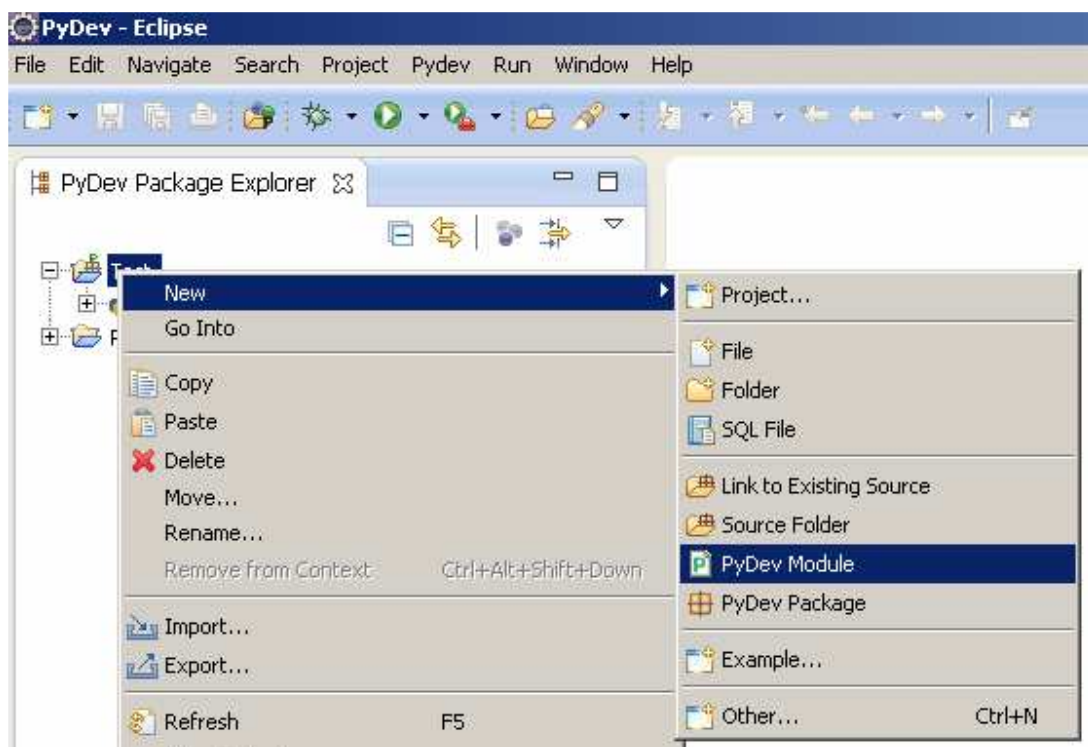 PyDev - Eclipse
File Edit Navigate Search Project Pydev Run Window Help
PyDev Package Explorer
New
Go Into
Copy
Paste
Delete
Move...
Rename...
Remove from Context Ctrl+Alt+Shift+Down
Import...
Export...
Refresh F5
Project...
File
Folder
SQL File
Link to Existing Source
Source Folder
PyDev Module
PyDev Package
Example...
Other... Ctrl+N